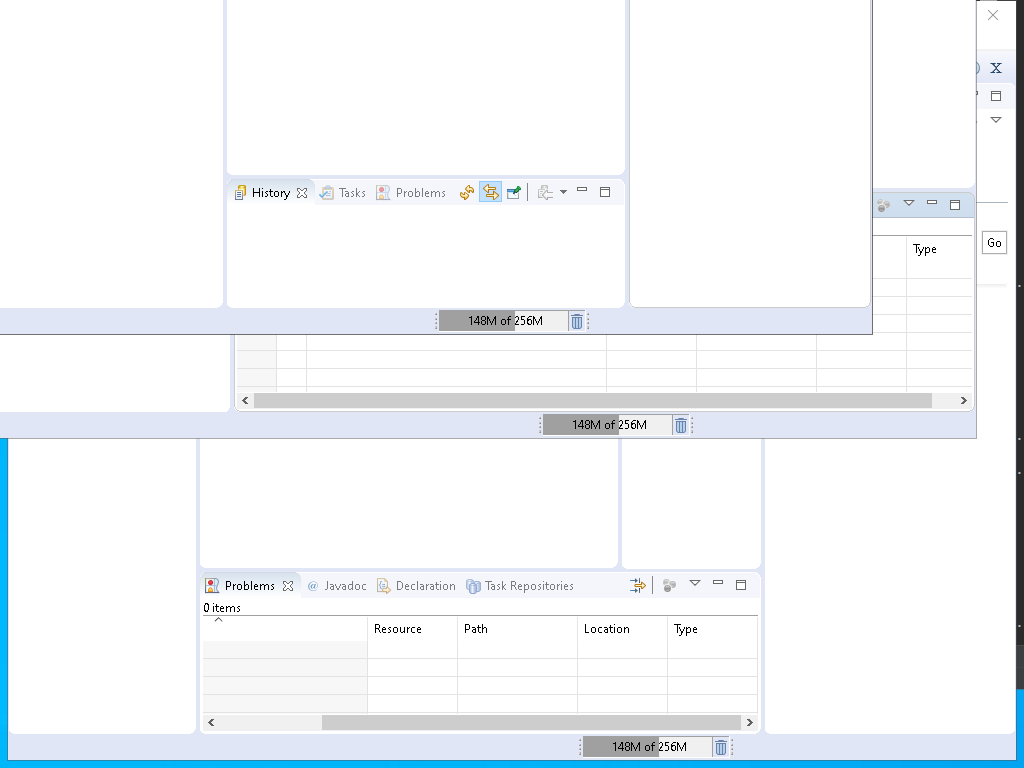 X
History Tasks Problems
Type
Go
148M of 256M
148M of 256M
Problems @ Javadoc Declaration Task Repositories
0 items
Resource Path Location Type
148M of 256M